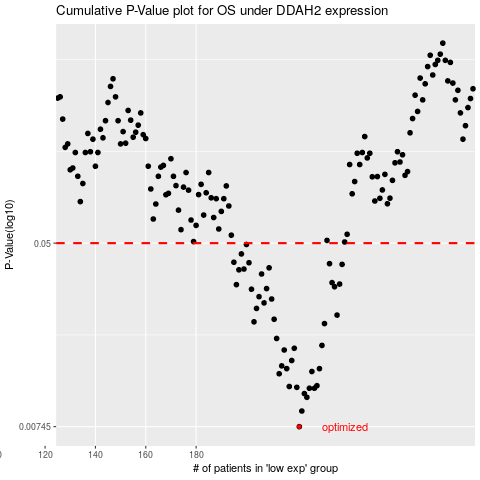 Cumulative P-Value plot for OS under DDAH2 expression
P-Value(log10)
0.05
0.00745
optimized
0
120
140
160
180
# of patients in 'low exp' group